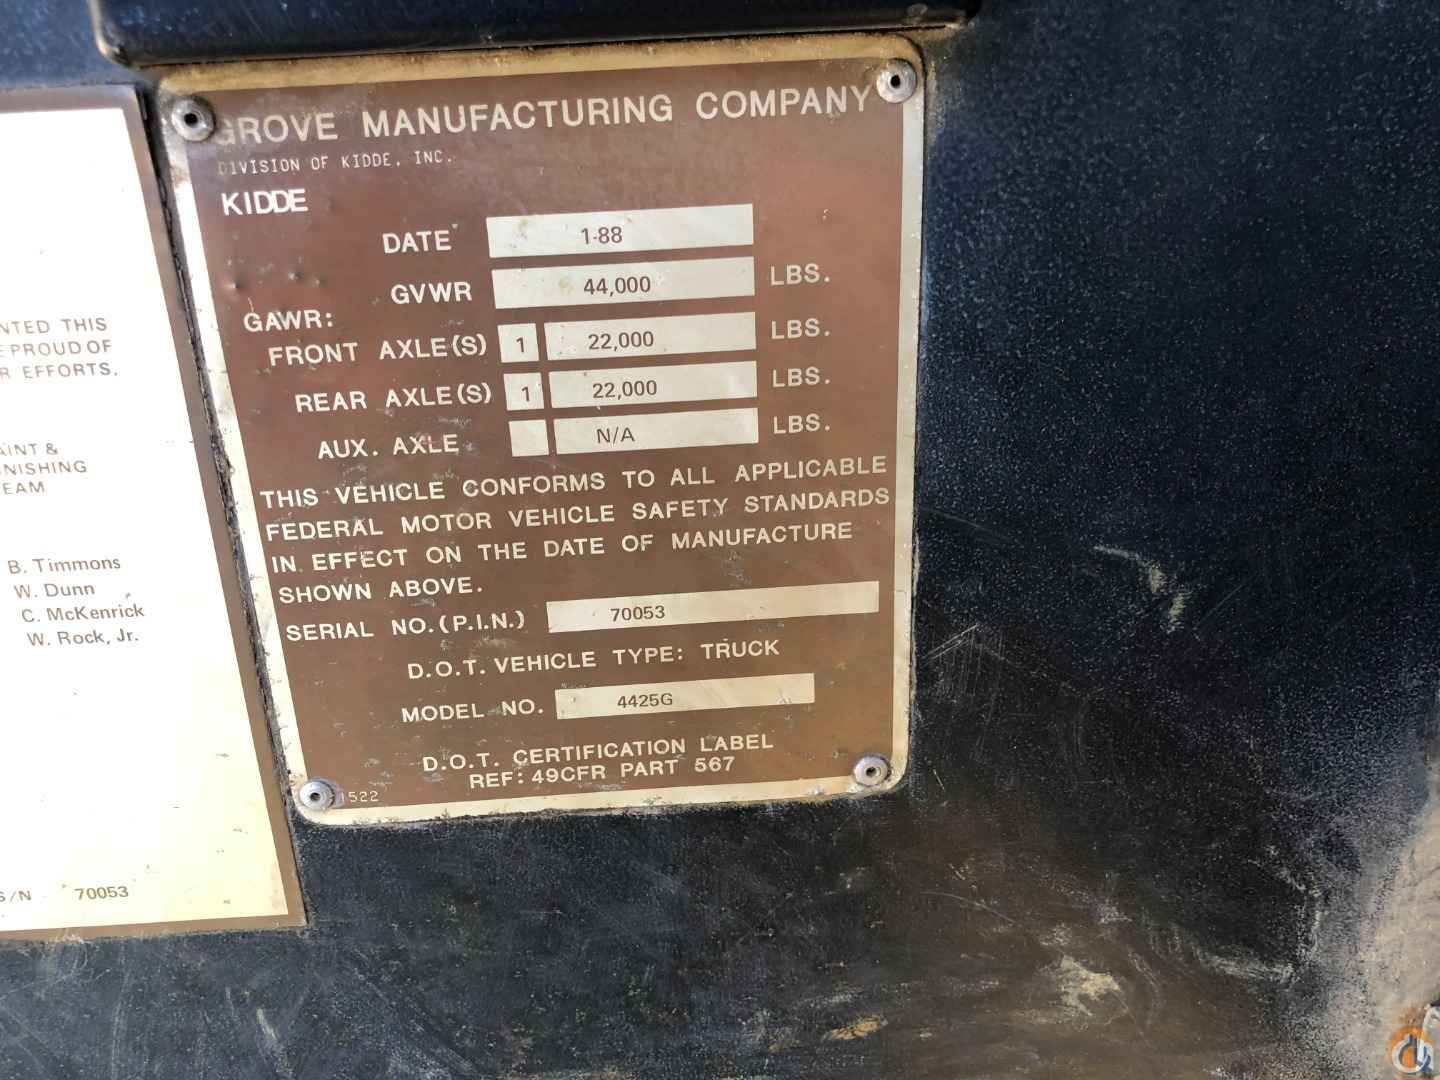 NTED THIS
PROUD OF
EFFORTS.
&
EAM
B. Timmons
W. Dunn
C. McKenrick
W. Rock, Jr.
S/N 70053
GROVE MANUFACTURING COMPANY
DIVISION OF KIDDE, INC.
KIDDE
DATE 1-88
GVWR 44,000 LBS.
GAWR:
FRONT AXLE(S) 1 22,000 LBS.
REAR AXLE(S) 1 22,000 LBS.
AUX. AXLE N/A LBS.
THIS VEHICLE CONFORMS TO ALL APPLICABLE
FEDERAL MOTOR VEHICLE SAFETY STANDARDS
IN EFFECT ON THE DATE OF MANUFACTURE
SHOWN ABOVE.
SERIAL NO.(P.I.N.) 70053
D.O.T. VEHICLE TYPE: TRUCK
MODEL NO. 4425G
D.O.T. CERTIFICATION LABEL
REF: 49CFR PART 567